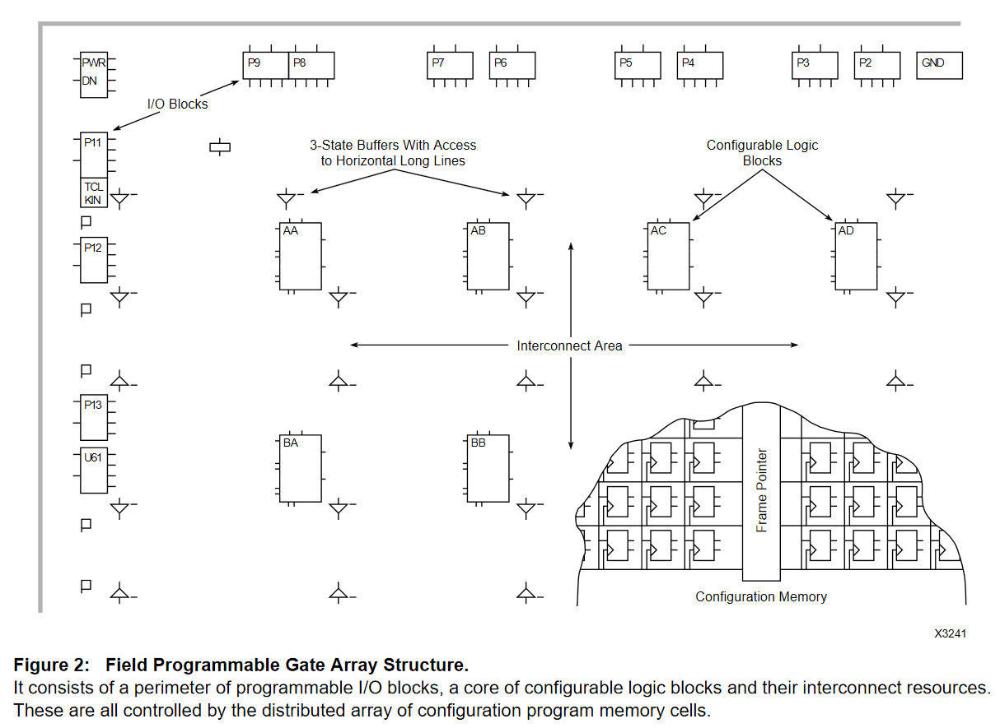 PWR
DN
P9
P8
P7
P6
P5
P4
P3
P2
GND
I/O Blocks
P11
TCL
KIN
3-State Buffers With Access
to Horizontal Long Lines
Configurable Logic
Blocks
AA
AB
AC
AD
P12
Interconnect Area
P13
U61
BA
BB
Frame Pointer
Configuration Memory
X3241
Figure 2: Field Programmable Gate Array Structure.
It consists of a perimeter of programmable I/O blocks, a core of configurable logic blocks and their interconnect resources.
These are all controlled by the distributed array of configuration program memory cells.